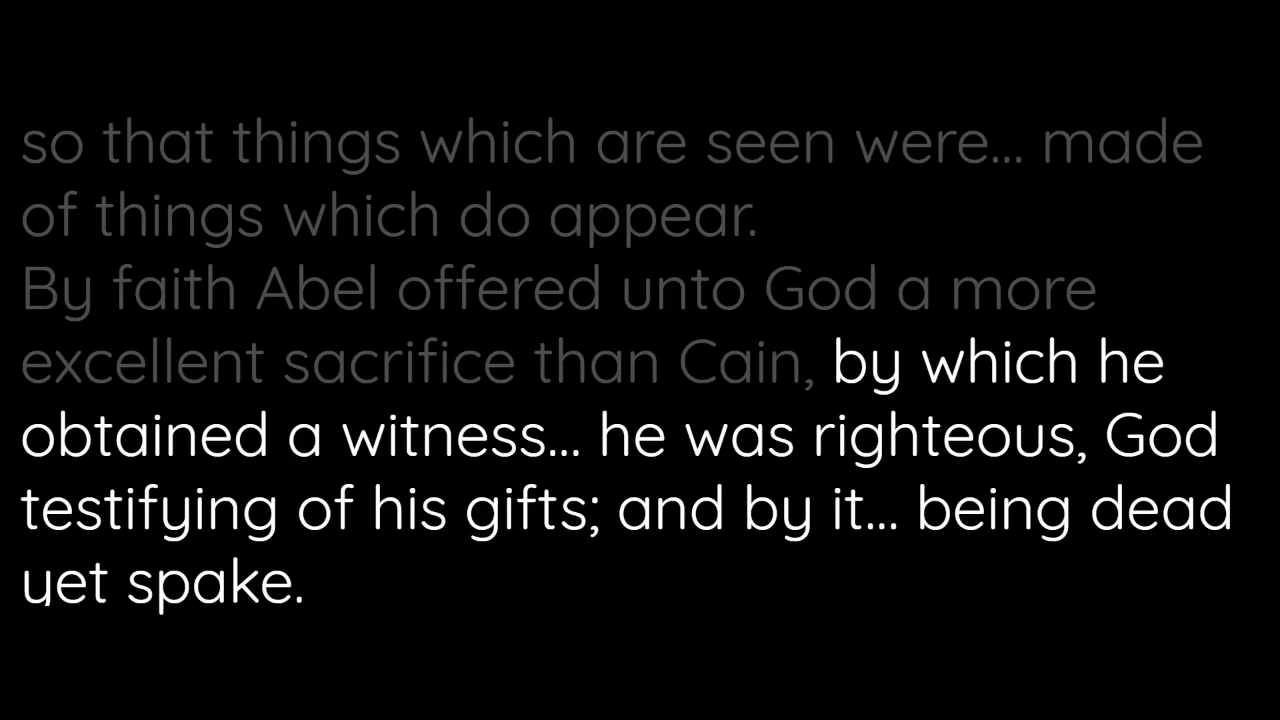 so that things which are seen were... made
of things which do appear.
By faith Abel offered unto God a more
excellent sacrifice than Cain, by which he
obtained a witness... he was righteous, God
testifying of his gifts; and by it... being dead
yet spake.